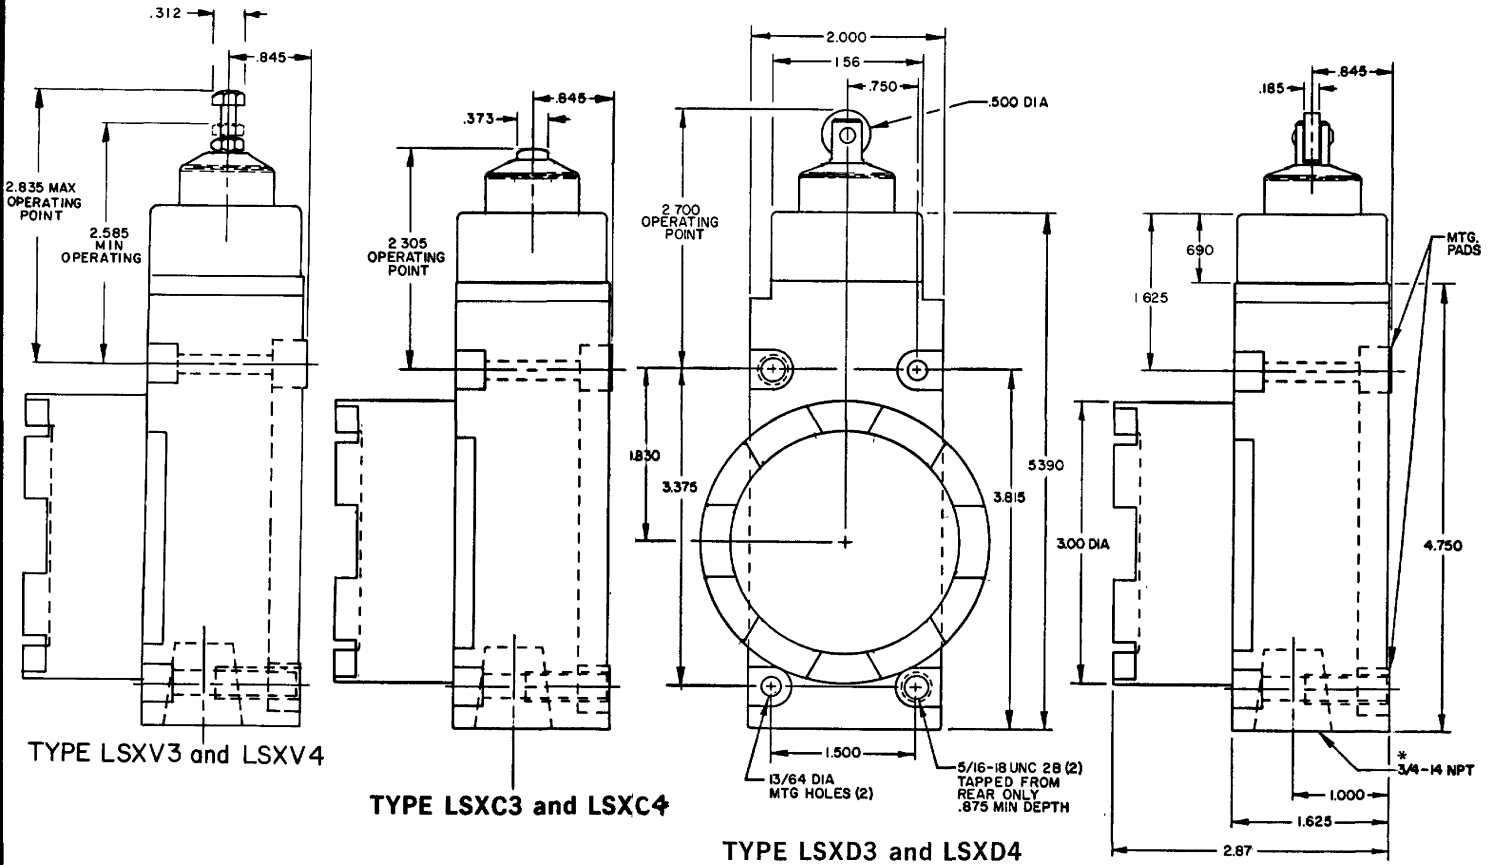 .312
.845
2.835 MAX
OPERATING
POINT
2.585
MIN
OPERATING
TYPE LSXV3 and LSXV4
.845
.373
2 305
OPERATING
POINT
TYPE LSXC3 and LSXC4
2.000
1 56
.750
.500 DIA
2 700
OPERATING
POINT
1.830
3.375
3.815
5390
1.500
13/64 DIA
MTG HOLES (2)
5/16-18 UNC 2B (2)
TAPPED FROM
REAR ONLY
.875 MIN DEPTH
TYPE LSXD3 and LSXD4
.845
.185
MTG.
PADS
690
1 625
3.00 DIA
4.750
*
3/4-14 NPT
1.000
1.625
2.87